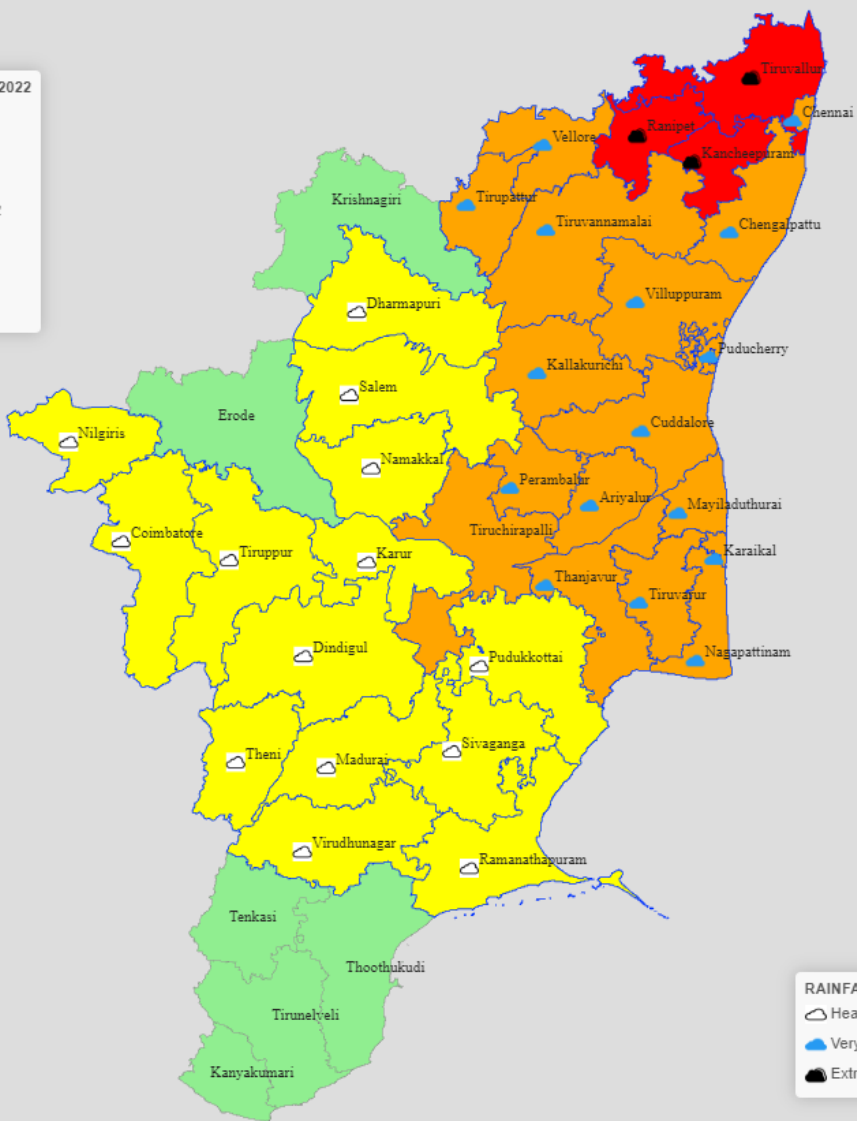 2022
Tiruvallur
Chennai
Ranipet
Vellore
Kancheepuram
Krishnagiri
Tirupattur
Tiruvannamalai
Chengalpattu
Dharmapuri
Villuppuram
Puducherry
Kallakurichi
Salem
Erode
Cuddalore
Nilgiris
Namakkal
Perambalur
Ariyalur
Mayiladuthurai
Tiruchirapalli
Coimbatore
Tiruppur
Karur
Karaikal
Thanjavur
Tiruvarur
Dindigul
Nagapattinam
Pudukkottai
Sivaganga
Theni
Madurai
Virudhunagar
Ramanathapuram
Tenkasi
Thoothukudi
Tirunelveli
Kanyakumari
RAINFA
Hea
Very
Extr